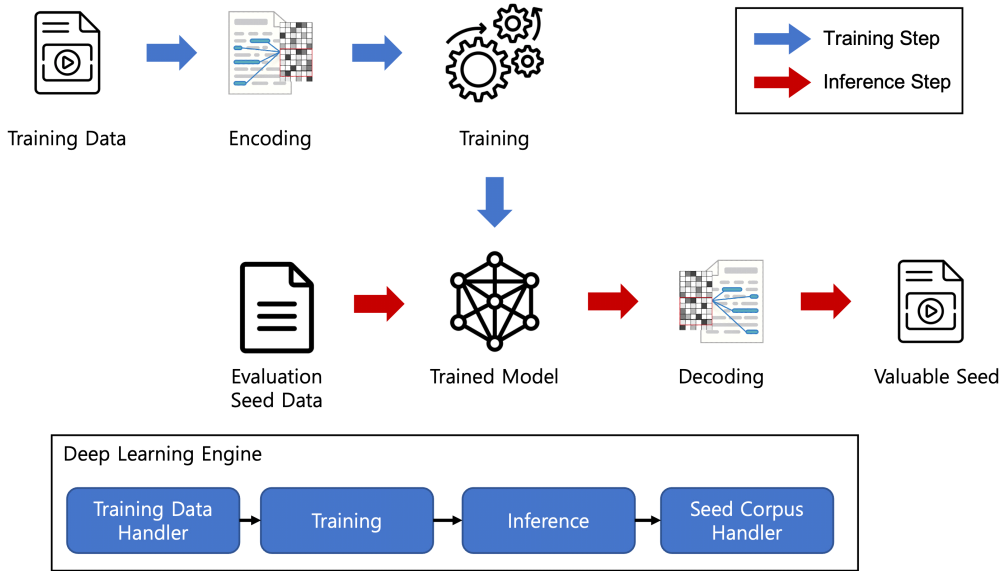 Training Step
Inference Step
Training Data
Encoding
Training
Evaluation
Seed Data
Trained Model
Decoding
Valuable Seed
Deep Learning Engine
Training Data
Handler
Training
Inference
Seed Corpus
Handler